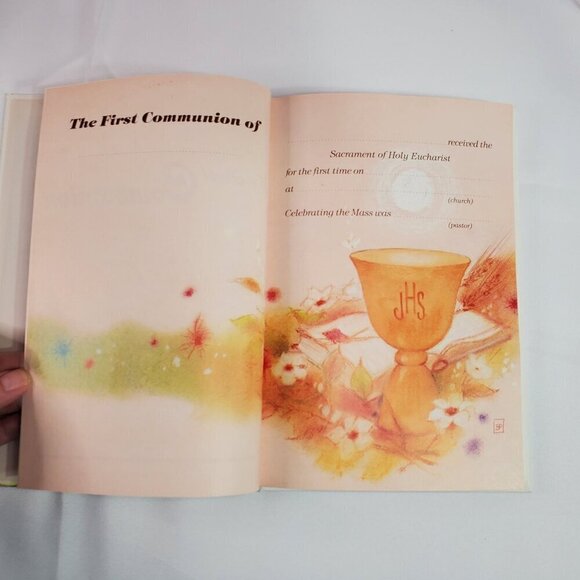 The First Communion of
received the
Sacrament of Holy Eucharist
for the first time on
at
(church)
Celebrating the Mass was
(pastor)
JHS